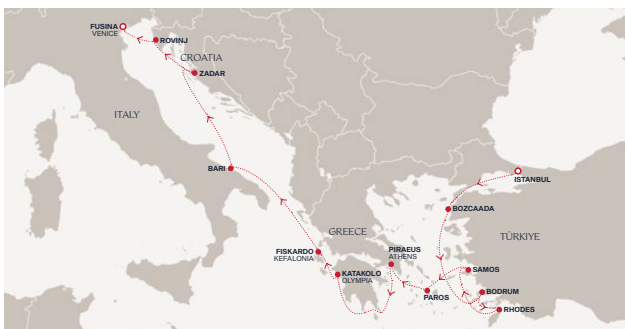 FUSINA
VENICE
ROVINJ
CROATIA
ZADAR
ITALY
BARI
ISTANBUL
BOZCAADA
GREECE
TÜRKIYE
FISKARDO
KEFALONIA
PIRAEUS
ATHENS
KATAKOLO
OLYMPIA
SAMOS
PAROS
BODRUM
RHODES